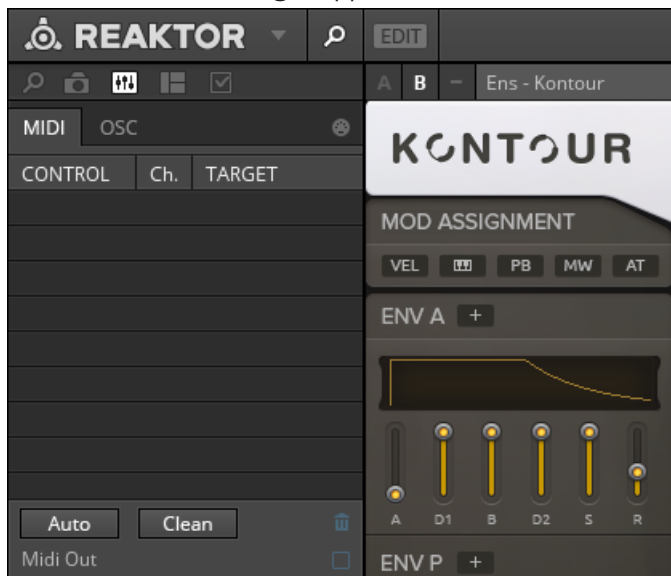 REAKTOR
EDIT
A B – Ens - Kontour
MIDI OSC
CONTROL Ch. TARGET
Auto Clean
Midi Out
KONTOUR
MOD ASSIGNMENT
VEL PB MW AT
ENV A +
A D1 B D2 S R
ENV P +